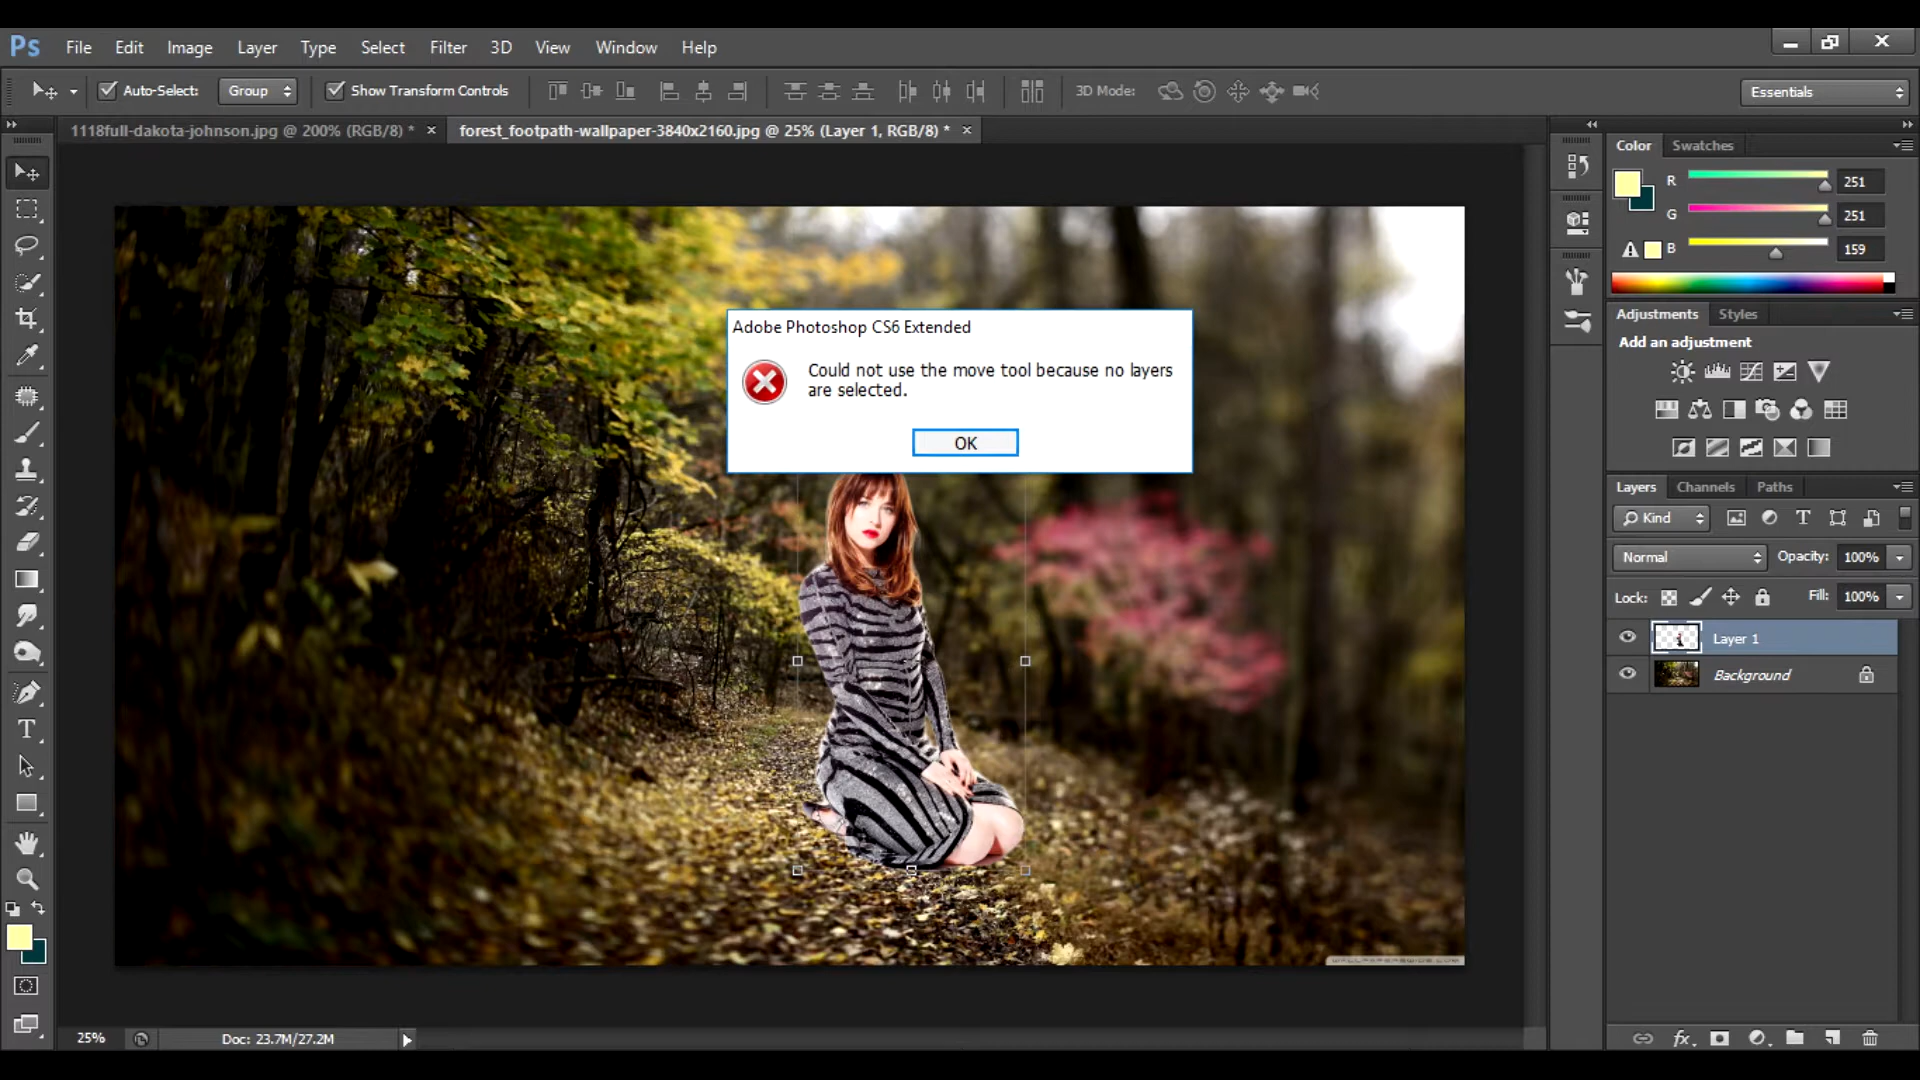 Ps File Edit Image Layer Type Select Filter 3D View Window Help
Auto-Select: Group Show Transform Controls 3D Mode: Essentials
1118full-dakota-johnson.jpg @ 200% (RGB/8) * × forest_footpath-wallpaper-3840x2160.jpg @ 25% (Layer 1, RGB/8) * ×
Color Swatches
R 251
G 251
B 159
Adjustments Styles
Add an adjustment
Adobe Photoshop CS6 Extended
Could not use the move tool because no layers
are selected.
OK
Layers Channels Paths
Kind
Normal Opacity: 100%
Lock: Fill: 100%
Layer 1
Background
25% Doc: 23.7M/27.2M